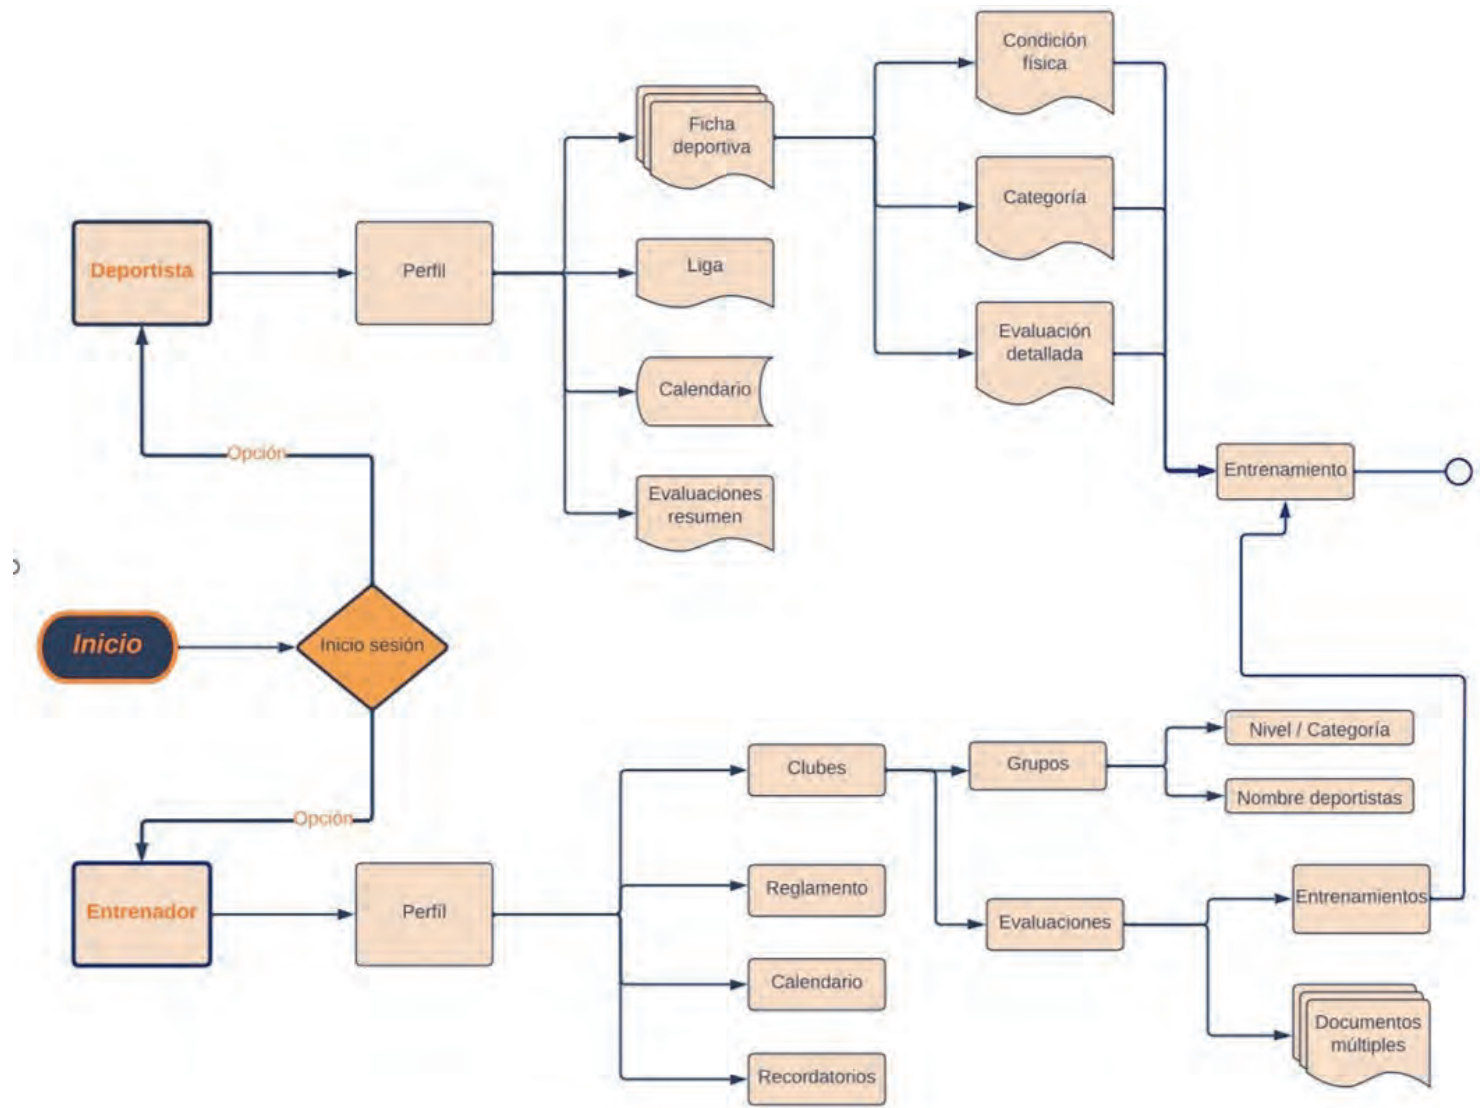 Condición
física
Ficha
deportiva
Categoría
Deportista
Perfil
Liga
Evaluación
detallada
Calendario
Opción
Evaluaciones
resumen
Entrenamiento
Inicio
Inicio sesión
Opción
Clubes
Grupos
Nivel / Categoría
Nombre deportistas
Entrenador
Perfil
Reglamento
Evaluaciones
Entrenamientos
Calendario
Documentos
múltiples
Recordatorios